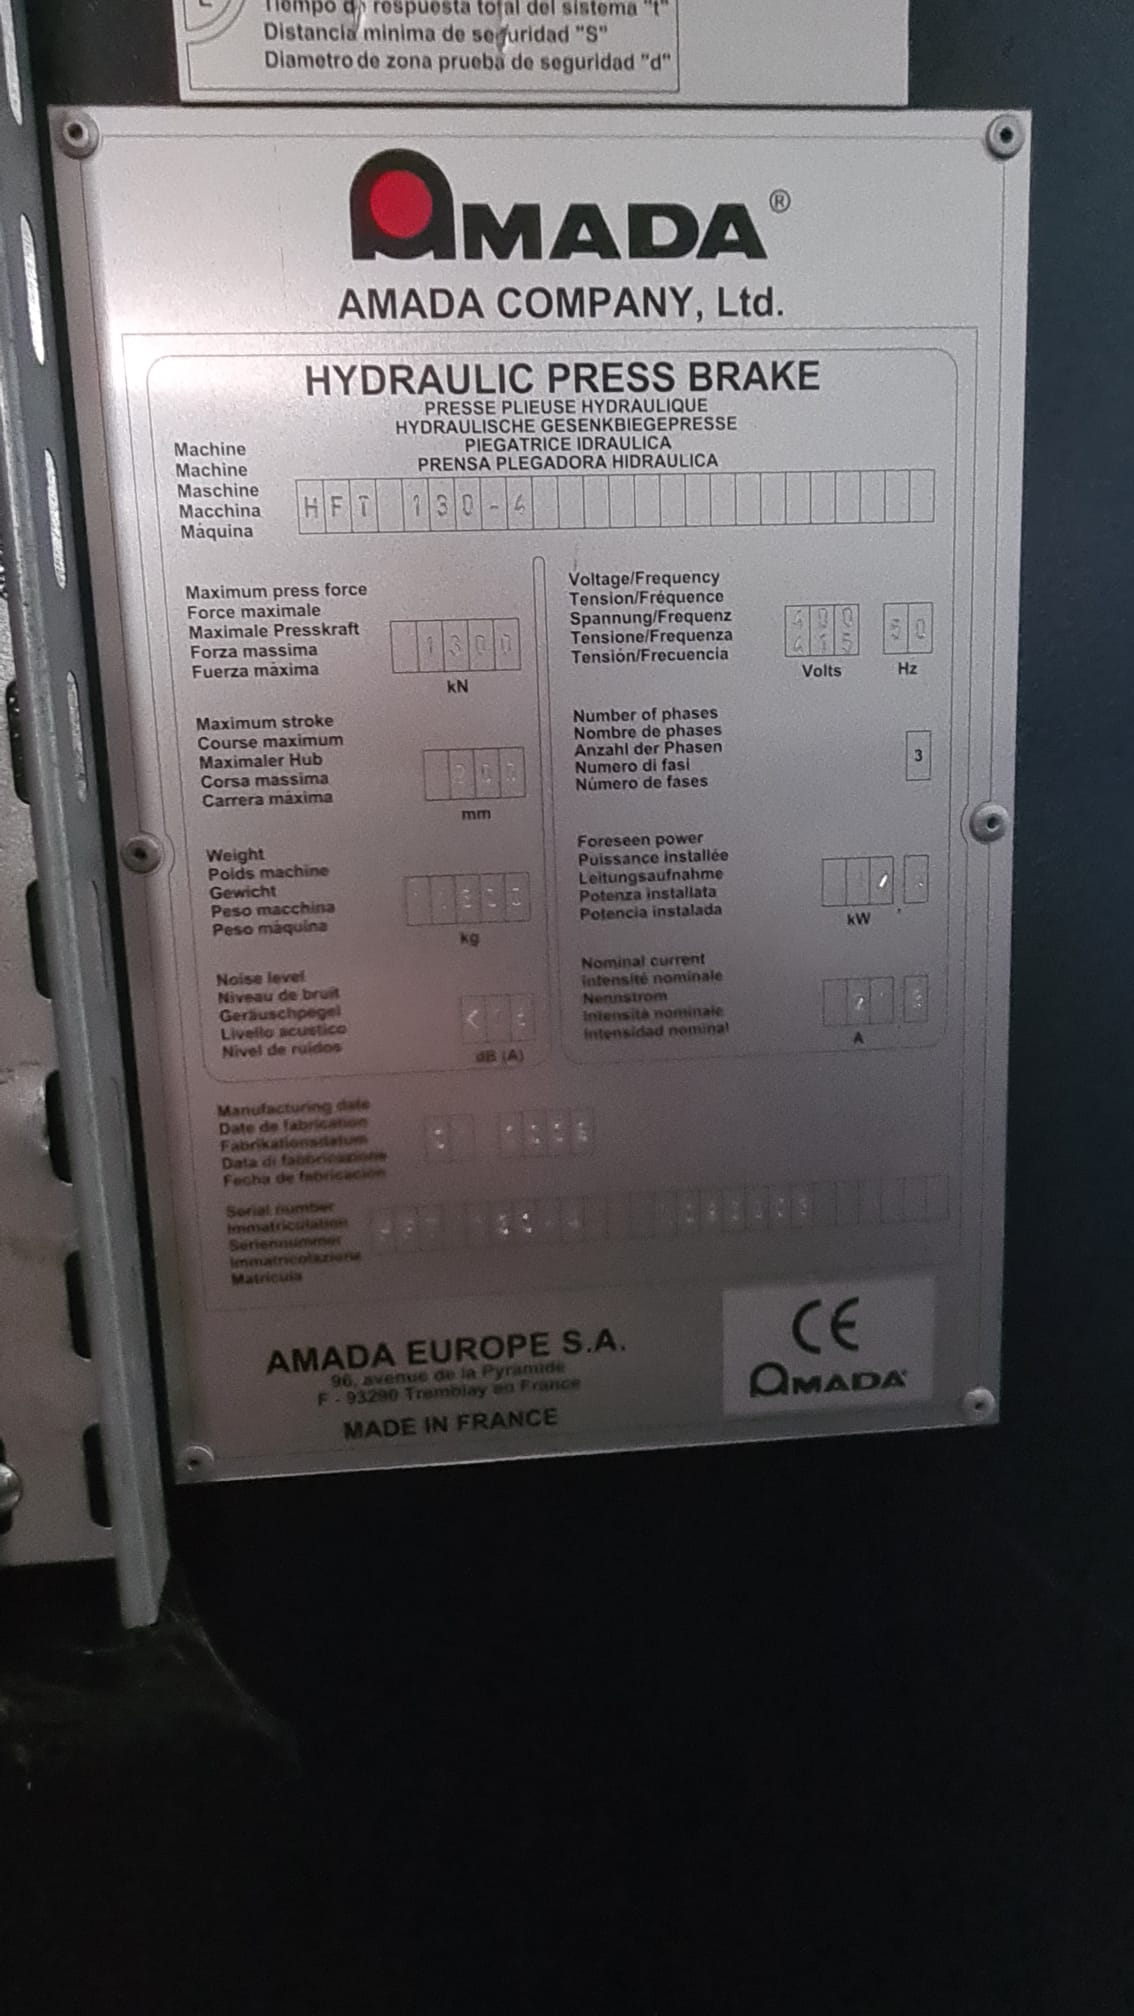 Tiempo de respuesta total del sistema "t"
Distancia minima de seguridad "S"
Diametro de zona prueba de seguridad "d"
AMADA®
AMADA COMPANY, Ltd.
HYDRAULIC PRESS BRAKE
PRESSE PLIEUSE HYDRAULIQUE
HYDRAULISCHE GESENKBIEGEPRESSE
PIEGATRICE IDRAULICA
PRENSA PLEGADORA HIDRAULICA
Machine
Machine
Maschine
Macchina
Máquina
HFT 130-4
Maximum press force
Force maximale
Maximale Presskraft
Forza massima
Fuerza máxima
1300
kN
Voltage/Frequency
Tension/Fréquence
Spannung/Frequenz
Tensione/Frequenza
Tensión/Frecuencia
400
415
Volts
50
Hz
Maximum stroke
Course maximum
Maximaler Hub
Corsa massima
Carrera máxima
mm
Number of phases
Nombre de phases
Anzahl der Phasen
Numero di fasi
Número de fases
3
Weight
Poids machine
Gewicht
Peso macchina
Peso máquina
kg
Foreseen power
Puissance installée
Leitungsaufnahme
Potenza installata
Potencia instalada
kW
Noise level
Niveau de bruit
Geräuschpegel
Livello acustico
Nivel de ruidos
dB (A)
Nominal current
Intensité nominale
Nennstrom
Intensità nominale
Intensidad nominal
A
Manufacturing date
Date de fabrication
Fabrikationsdatum
Data di fabbricazione
Fecha de fabricación
Serial number
Immatriculation
Seriennummer
Immatricolazione
Matrícula
AMADA EUROPE S.A.
96, avenue de la Pyramide
F - 93290 Tremblay en France
MADE IN FRANCE
CE
AMADA